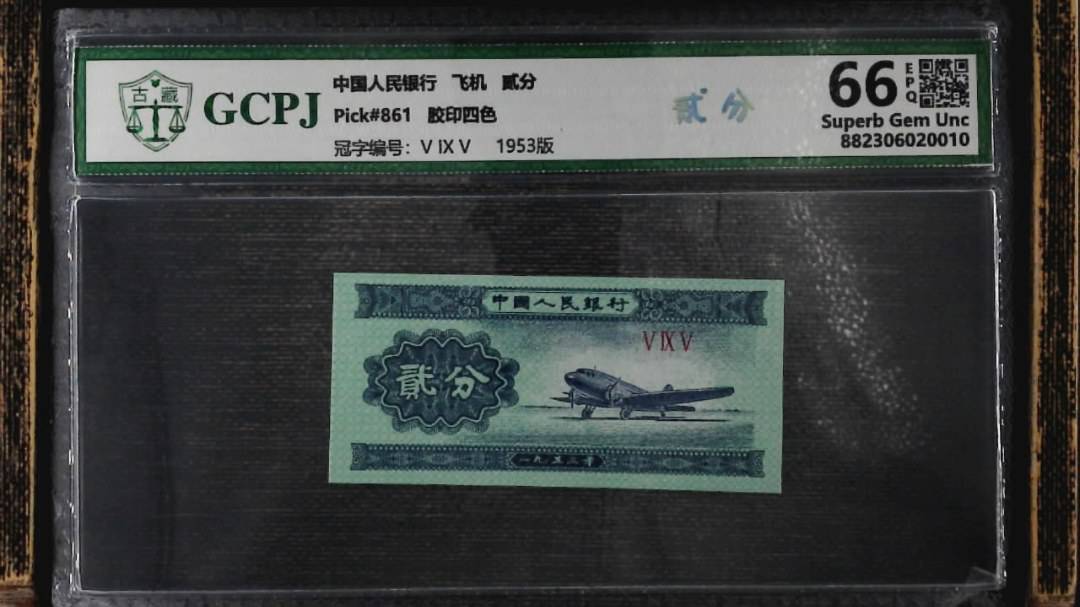 古藏
GCPJ
中国人民银行 飞机 贰分
Pick#861 胶印四色
冠字编号：V IX V 1953版
贰分
66
EPQ
Superb Gem Unc
882306020010
中國人民銀行
V IX V
貳分
一九五三年